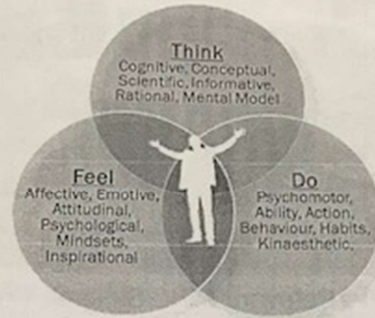 Think
Cognitive, Conceptual,
Scientific, Informative,
Rational, Mental Model
Feel
Affective, Emotive,
Attitudinal,
Psychological,
Mindsets,
Inspirational
Do
Psychomotor,
Ability, Action,
Behaviour, Habits,
Kinaesthetic,